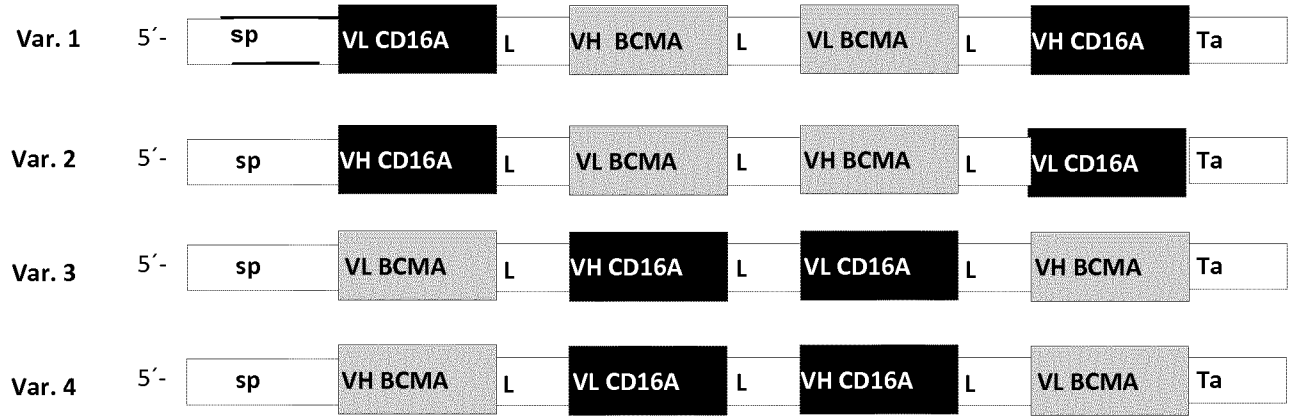 Var. 1 5´- sp VL CD16A L VH BCMA L VL BCMA L VH CD16A Ta
Var. 2 5´- sp VH CD16A L VL BCMA L VH BCMA L VL CD16A Ta
Var. 3 5´- sp VL BCMA L VH CD16A L VL CD16A L VH BCMA Ta
Var. 4 5´- sp VH BCMA L VL CD16A L VH CD16A L VL BCMA Ta